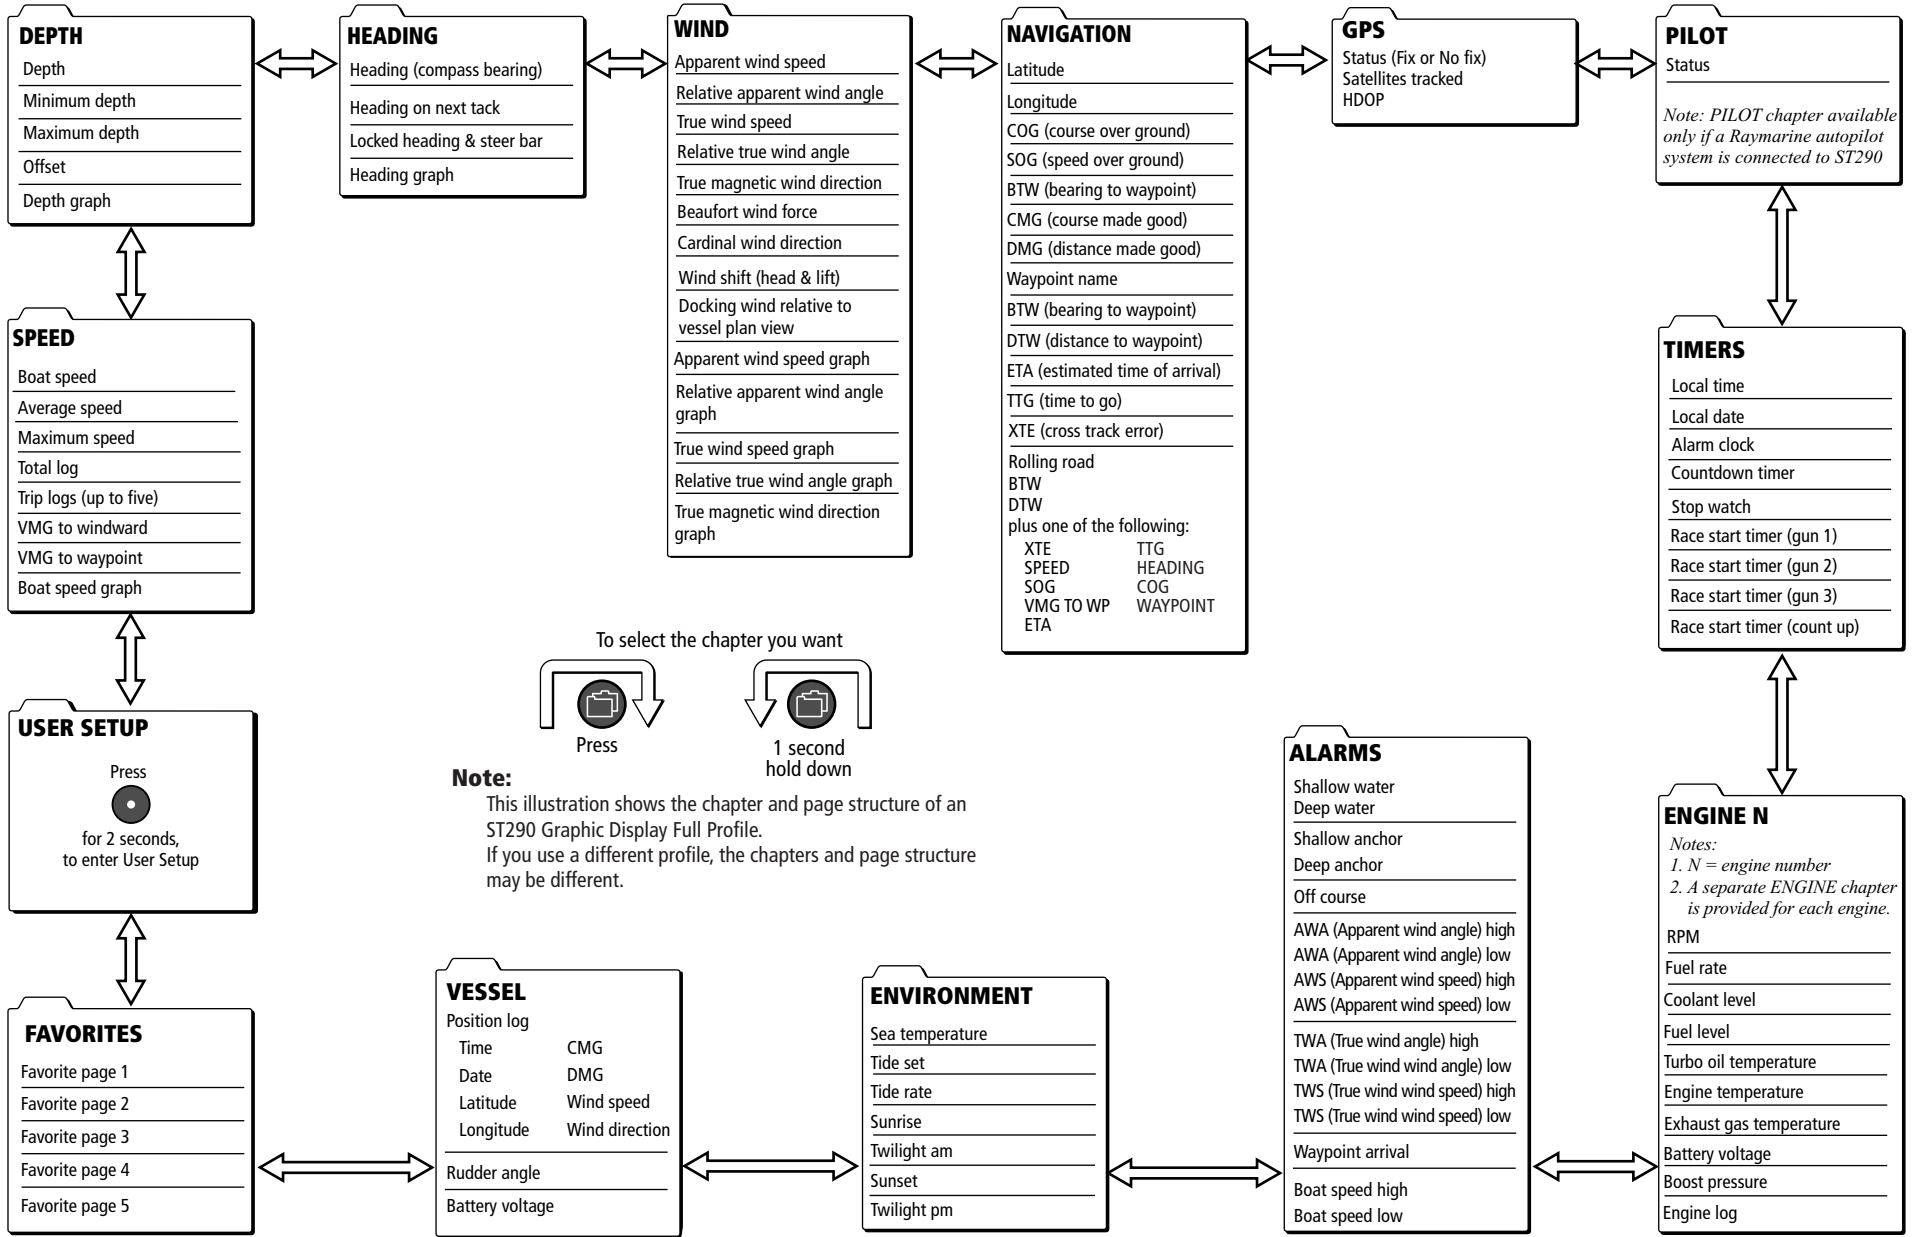 DEPTH
Depth
Minimum depth
Maximum depth
Offset
Depth graph
HEADING
Heading (compass bearing)
Heading on next tack
Locked heading & steer bar
Heading graph
WIND
Apparent wind speed
Relative apparent wind angle
True wind speed
Relative true wind angle
True magnetic wind direction
Beaufort wind force
Cardinal wind direction
Wind shift (head & lift)
Docking wind relative to
vessel plan view
Apparent wind speed graph
Relative apparent wind angle
graph
True wind speed graph
Relative true wind angle graph
True magnetic wind direction
graph
NAVIGATION
Latitude
Longitude
COG (course over ground)
SOG (speed over ground)
BTW (bearing to waypoint)
CMG (course made good)
DMG (distance made good)
Waypoint name
BTW (bearing to waypoint)
DTW (distance to waypoint)
ETA (estimated time of arrival)
TTG (time to go)
XTE (cross track error)
Rolling road
BTW
DTW
plus one of the following:
XTE TTG
SPEED HEADING
SOG COG
VMG TO WP WAYPOINT
ETA
GPS
Status (Fix or No fix)
Satellites tracked
HDOP
PILOT
Status
Note: PILOT chapter available
only if a Raymarine autopilot
system is connected to ST290
SPEED
Boat speed
Average speed
Maximum speed
Total log
Trip logs (up to five)
VMG to windward
VMG to waypoint
Boat speed graph
TIMERS
Local time
Local date
Alarm clock
Countdown timer
Stop watch
Race start timer (gun 1)
Race start timer (gun 2)
Race start timer (gun 3)
Race start timer (count up)
To select the chapter you want
Press
1 second
hold down
Note:
This illustration shows the chapter and page structure of an
ST290 Graphic Display Full Profile.
If you use a different profile, the chapters and page structure
may be different.
USER SETUP
Press
for 2 seconds,
to enter User Setup
FAVORITES
Favorite page 1
Favorite page 2
Favorite page 3
Favorite page 4
Favorite page 5
VESSEL
Position log
Time CMG
Date DMG
Latitude Wind speed
Longitude Wind direction
Rudder angle
Battery voltage
ENVIRONMENT
Sea temperature
Tide set
Tide rate
Sunrise
Twilight am
Sunset
Twilight pm
ALARMS
Shallow water
Deep water
Shallow anchor
Deep anchor
Off course
AWA (Apparent wind angle) high
AWA (Apparent wind angle) low
AWS (Apparent wind speed) high
AWS (Apparent wind speed) low
TWA (True wind angle) high
TWA (True wind wind angle) low
TWS (True wind wind speed) high
TWS (True wind wind speed) low
Waypoint arrival
Boat speed high
Boat speed low
ENGINE N
Notes:
1. N = engine number
2. A separate ENGINE chapter
is provided for each engine.
RPM
Fuel rate
Coolant level
Fuel level
Turbo oil temperature
Engine temperature
Exhaust gas temperature
Battery voltage
Boost pressure
Engine log